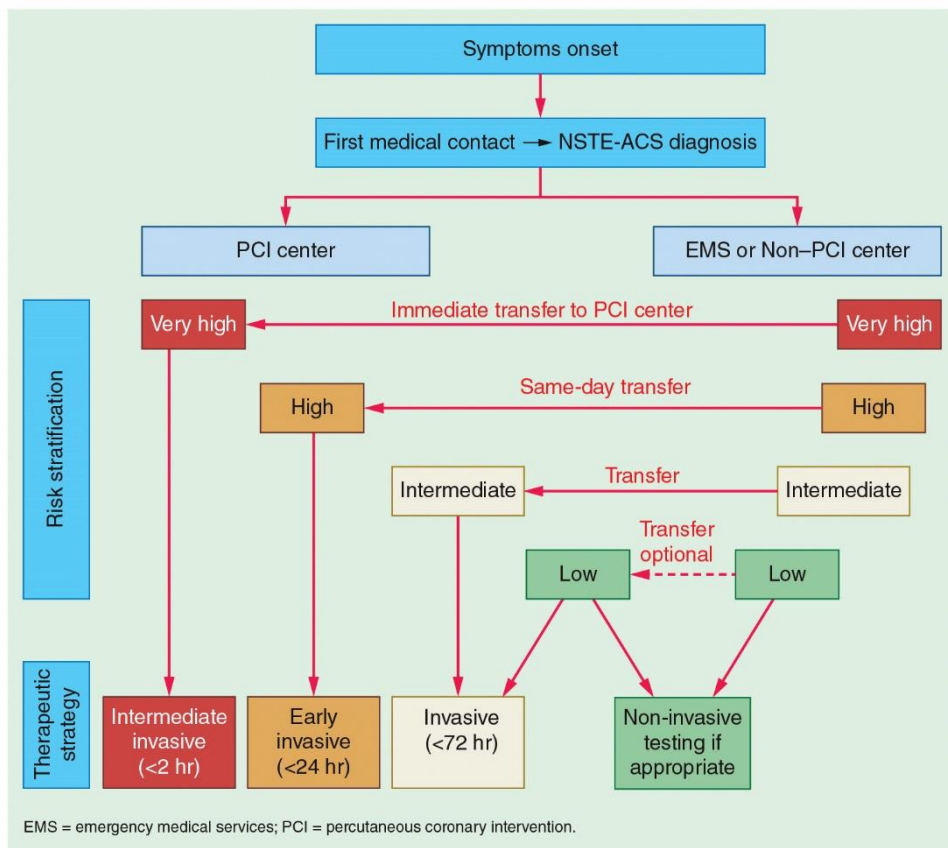 Symptoms onset
First medical contact → NSTE-ACS diagnosis
PCI center
EMS or Non–PCI center
Risk stratification
Very high
Immediate transfer to PCI center
Very high
High
Same-day transfer
High
Intermediate
Transfer
Intermediate
Transfer
optional
Low
Low
Therapeutic
strategy
Intermediate
invasive
(<2 hr)
Early
invasive
(<24 hr)
Invasive
(<72 hr)
Non-invasive
testing if
appropriate
EMS = emergency medical services; PCI = percutaneous coronary intervention.